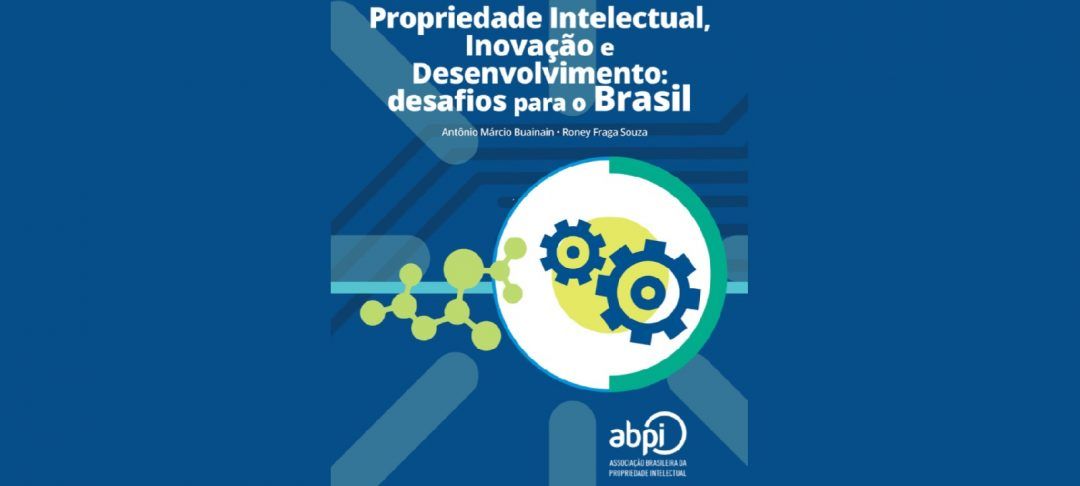 Propriedade Intelectual,
Inovação e
Desenvolvimento:
desafios para o Brasil
Antônio Márcio Buainain • Roney Fraga Souza
abpi
ASSOCIAÇÃO BRASILEIRA DA
PROPRIEDADE INTELECTUAL